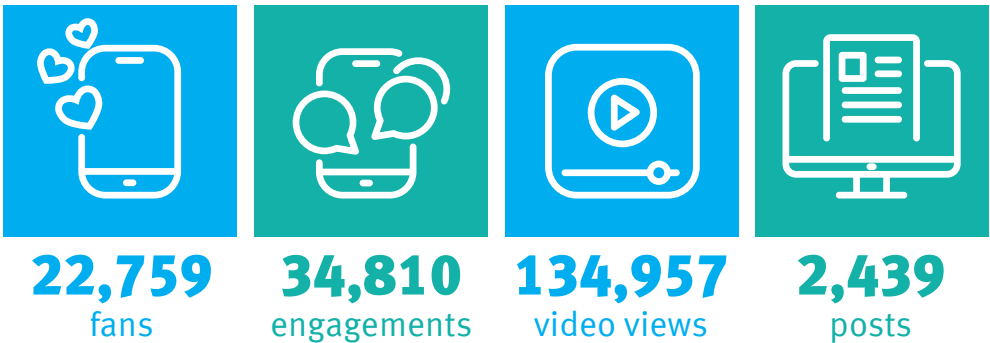 22,759 34,810 134,957 2,439
fans engagements video views posts